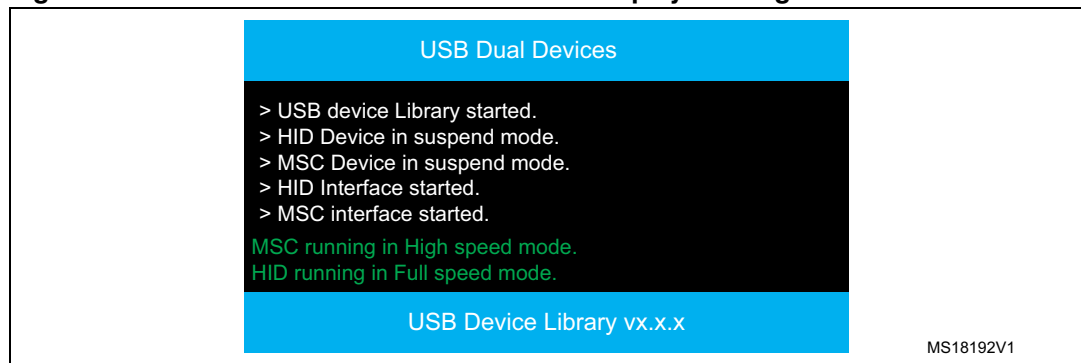 USB Dual Devices
> USB device Library started.
> HID Device in suspend mode.
> MSC Device in suspend mode.
> HID Interface started.
> MSC interface started.
MSC running in High speed mode.
HID running in Full speed mode.
USB Device Library vx.x.x
MS18192V1